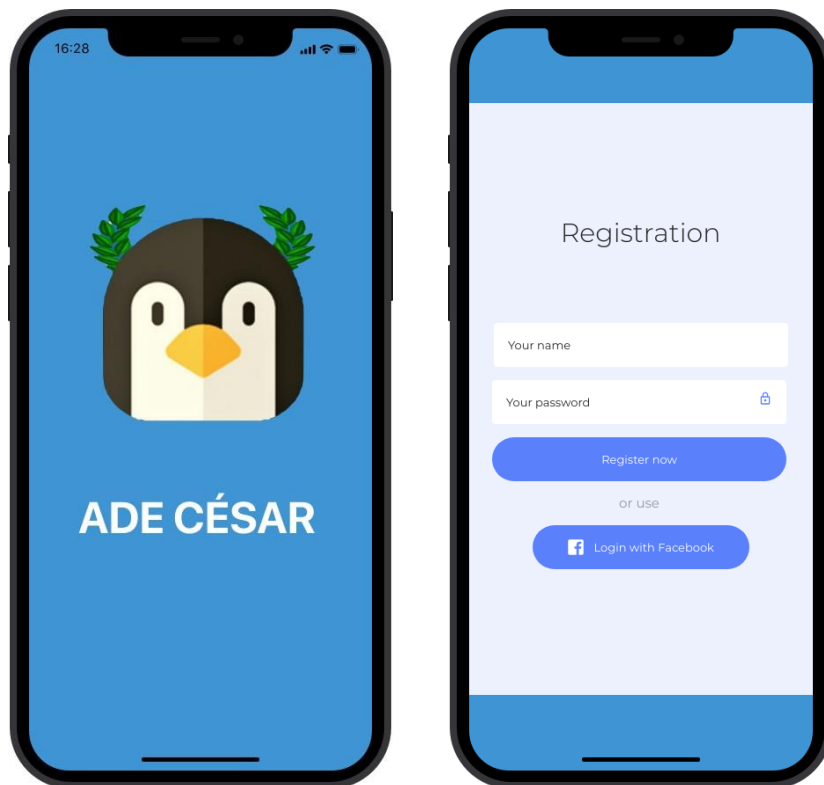 16:28
ADE CÉSAR
Registration
Your name
Your password
Register now
or use
Login with Facebook